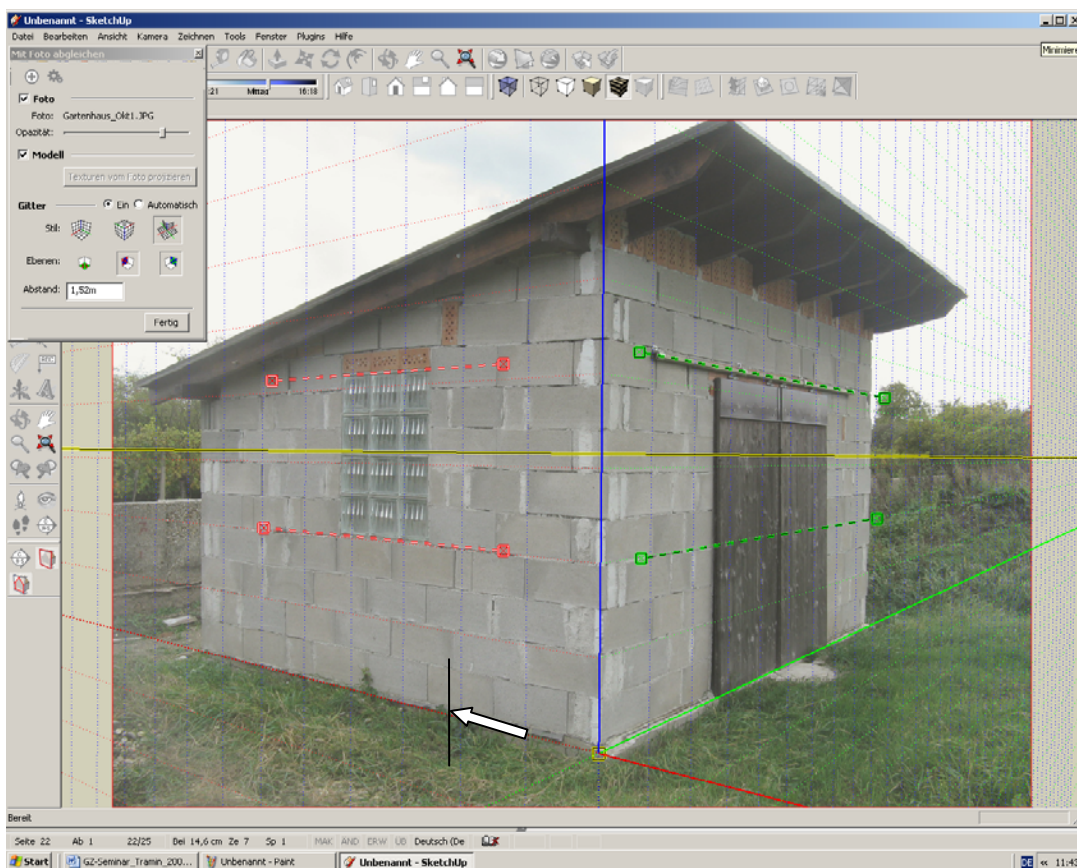 Unbenannt - SketchUp
Datei Bearbeiten Ansicht Kamera Zeichnen Tools Fenster Plugins Hilfe
Mit Foto abgleichen
Minimiere
:21 Mittag 16:18
Foto
Foto: Gartenhaus_Okt1.JPG
Opazität:
Modell
Texturen vom Foto projizieren
Gitter Ein Automatisch
Stil:
Ebenen:
Abstand: 1,52m
Fertig
Bereit
Seite 22 Ab 1 22/25 Bei 14,6 cm Ze 7 Sp 1 MAK ÄND ERW ÜB Deutsch (De
Start GZ-Seminar_Tramin_200... Unbenannt - Paint Unbenannt - SketchUp DE « 11:43